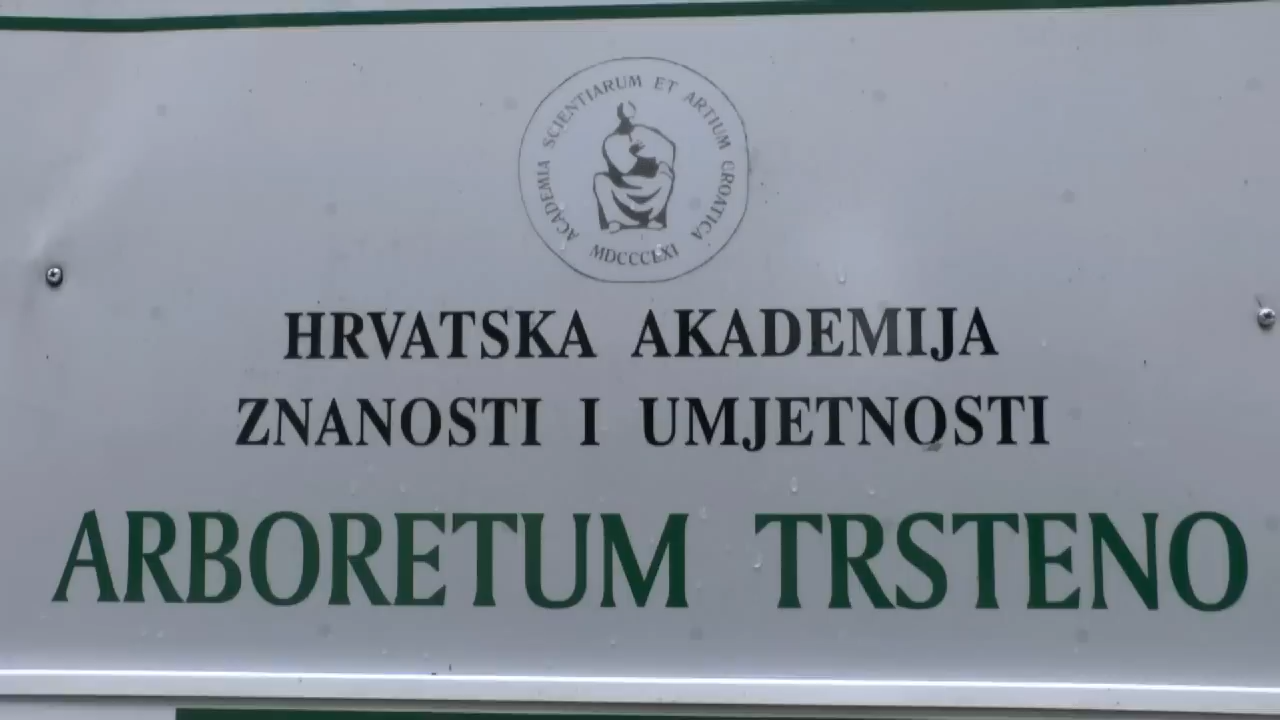 ACADEMIA SCIENTIARUM ET ARTIUM CROATICA
MDCCCLXI
HRVATSKA AKADEMIJA
ZNANOSTI I UMJETNOSTI
ARBORETUM TRSTENO